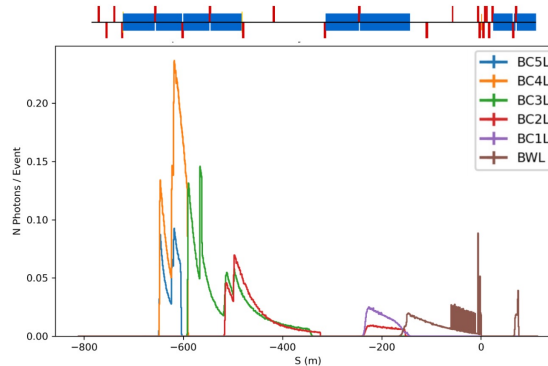 BC5L
BC4L
BC3L
BC2L
BC1L
BWL
N Photons / Event
0.20
0.15
0.10
0.05
0.00
−800
−600
−400
−200
0
S (m)